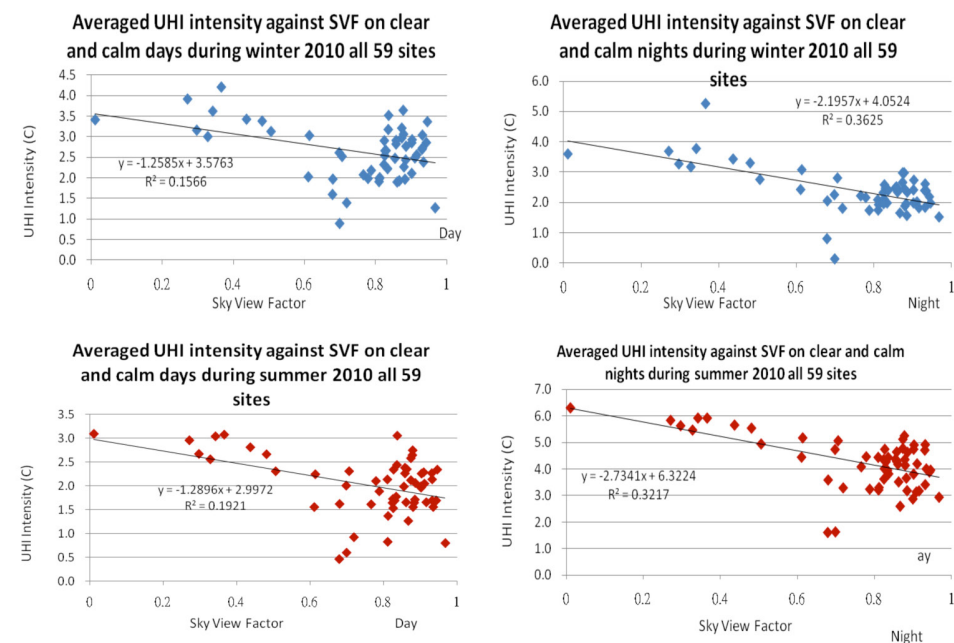 Averaged UHI intensity against SVF on clear
and calm days during winter 2010 all 59
sites
4.5
4.0
3.5
3.0
2.5
2.0
1.5
1.0
0.5
0.0
UHI Intensity (C)
y = -1.2585x + 3.5763
R² = 0.1566
Day
0 0.2 0.4 0.6 0.8 1
Sky View Factor
Averaged UHI intensity against SVF on clear
and calm nights during winter 2010 all 59
sites
6.0
5.0
4.0
3.0
2.0
1.0
0.0
UHI Intensity (C)
y = -2.1957x + 4.0524
R² = 0.3625
0 0.2 0.4 0.6 0.8 1
Sky View Factor
Night
Averaged UHI intensity against SVF on clear
and calm days during summer 2010 all 59
sites
3.5
3.0
2.5
2.0
1.5
1.0
0.5
0.0
UHI Intensity (C)
y = -1.2896x + 2.9972
R² = 0.1921
0 0.2 0.4 0.6 0.8 1
Sky View Factor
Day
Averaged UHI intensity against SVF on clear and calm
nights during summer 2010 all 59 sites
7.0
6.0
5.0
4.0
3.0
2.0
1.0
0.0
UHI Intensity (C)
y = -2.7341x + 6.3224
R² = 0.3217
ay
0 0.2 0.4 0.6 0.8 1
Sky View Factor
Night